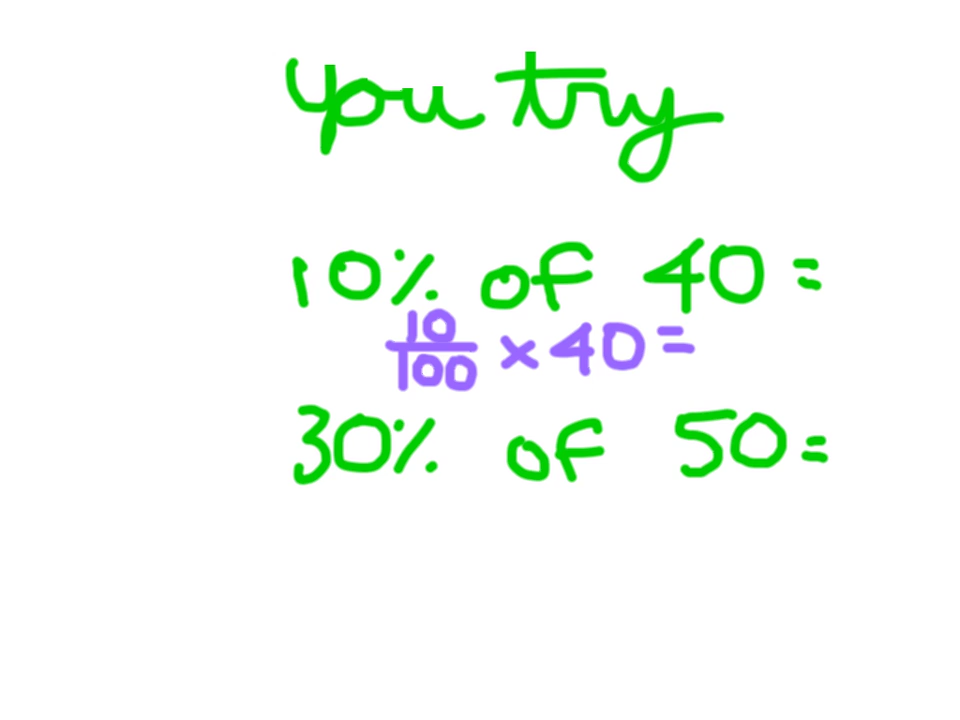 you try
10% of 40 =
10/100 × 40 =
30% of 50 =